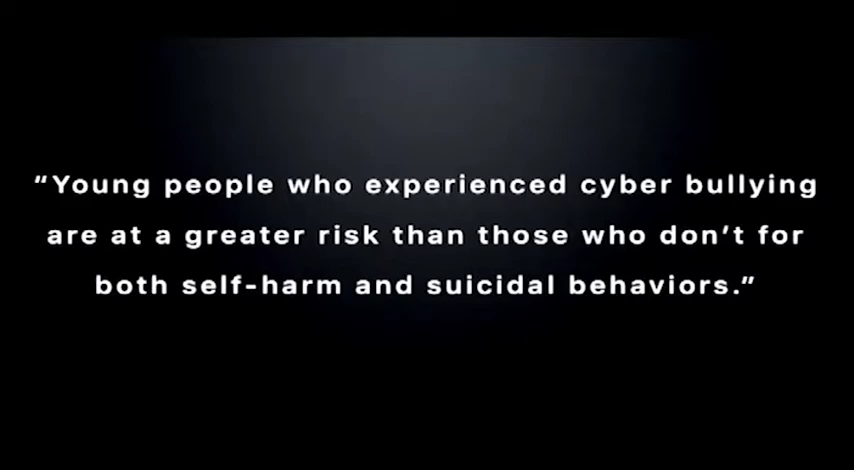 “Young people who experienced cyber bullying
are at a greater risk than those who don’t for
both self-harm and suicidal behaviors.”